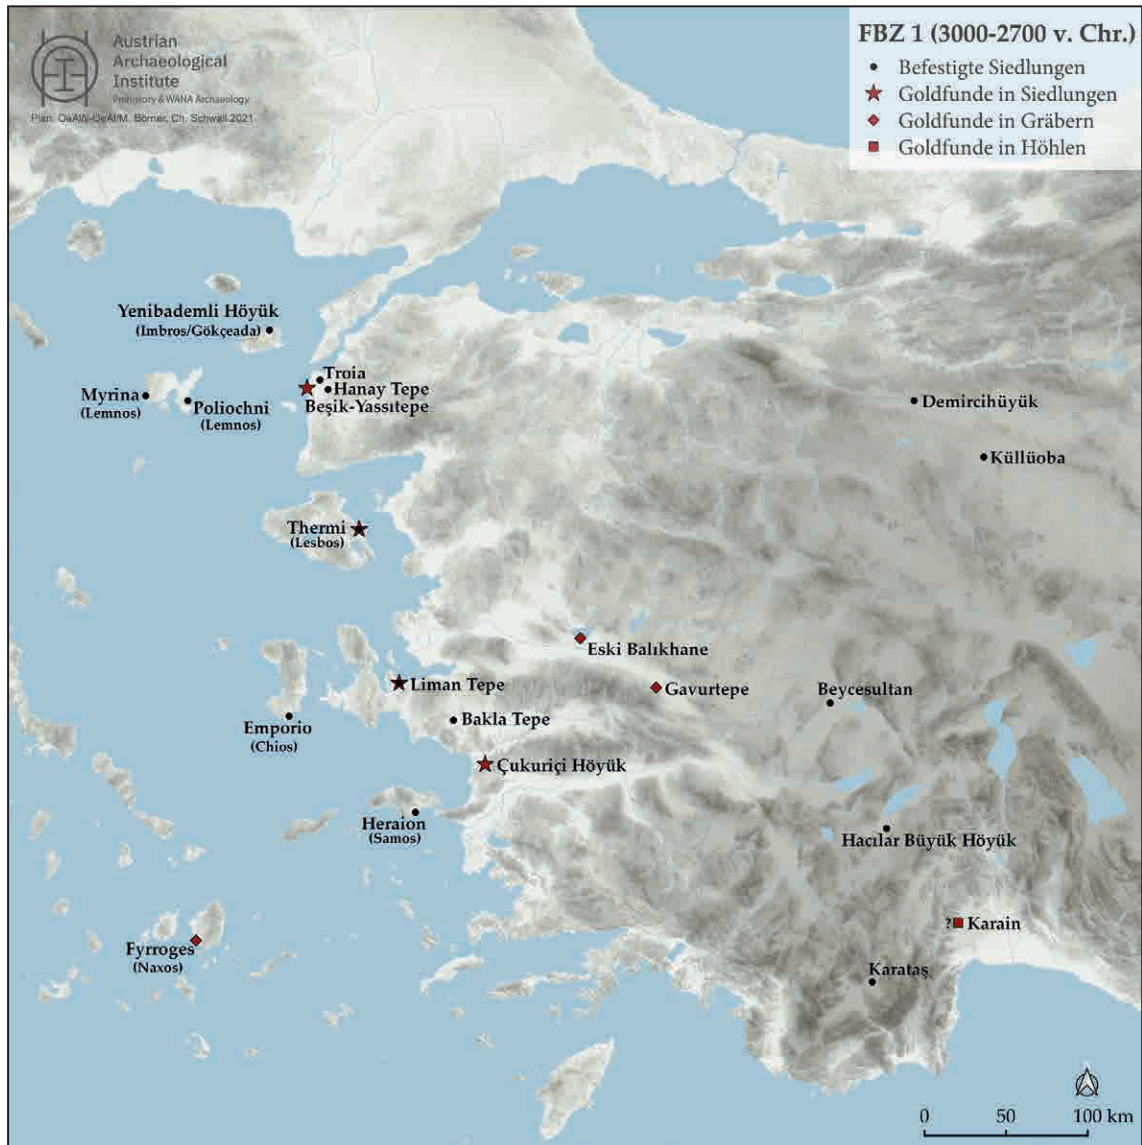 Austrian
Archaeological
Institute
Prehistory & WANA Archaeology
Plan: OeAW-OeAI/M. Börner, Ch. Schwall 2021
FBZ 1 (3000-2700 v. Chr.)
Befestigte Siedlungen
Goldfunde in Siedlungen
Goldfunde in Gräbern
Goldfunde in Höhlen
Yenibademli Höyük
(Imbros/Gökçeada)
Troia
Hanay Tepe
Beşik-Yassıtepe
Myrina
(Lemnos)
Poliochni
(Lemnos)
Demircihüyük
Küllüoba
Thermi
(Lesbos)
Eski Balıkhane
Liman Tepe
Gavurtepe
Beycesultan
Emporio
(Chios)
Bakla Tepe
Çukuriçi Höyük
Heraion
(Samos)
Hacılar Büyük Höyük
Fyrroges
(Naxos)
? Karain
Karataş
0 50 100 km